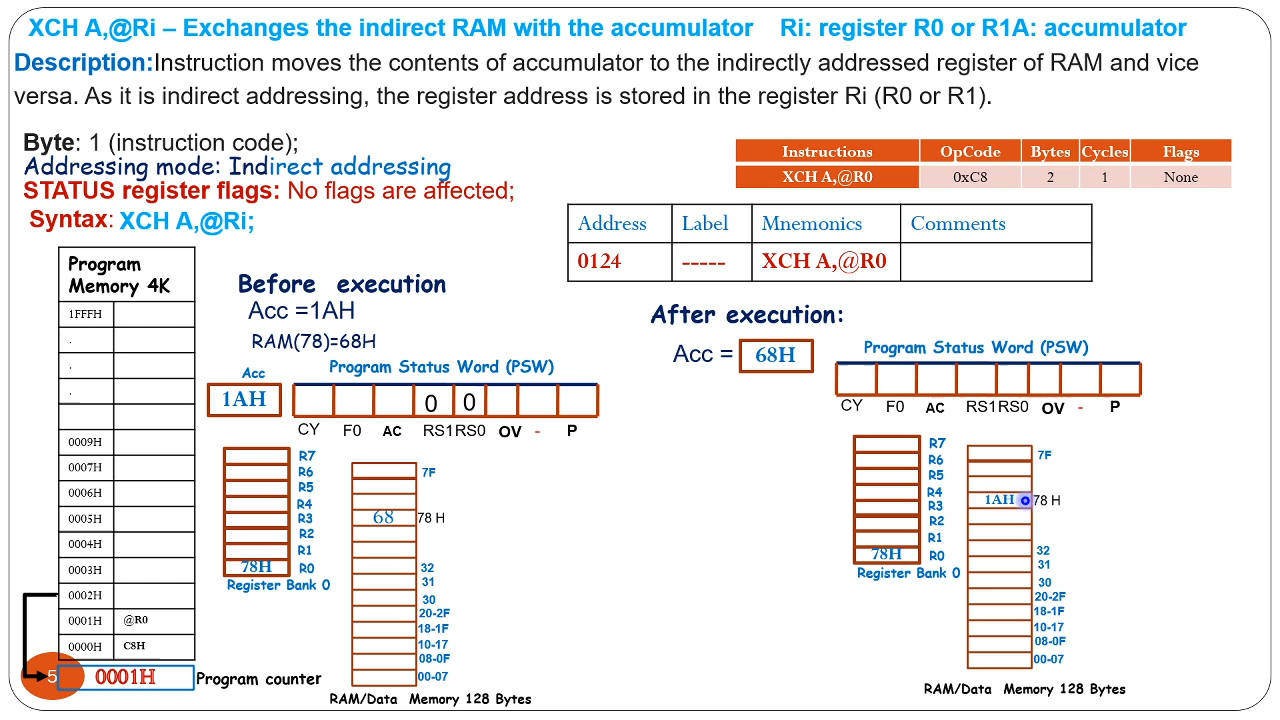 XCH A,@Ri – Exchanges the indirect RAM with the accumulator Ri: register R0 or R1A: accumulator
Description:Instruction moves the contents of accumulator to the indirectly addressed register of RAM and vice
versa. As it is indirect addressing, the register address is stored in the register Ri (R0 or R1).
Byte: 1 (instruction code);
Addressing mode: Indirect addressing
STATUS register flags: No flags are affected;
Syntax: XCH A,@Ri;
Instructions OpCode Bytes Cycles Flags
XCH A,@R0 0xC8 2 1 None
Address Label Mnemonics Comments
0124 ----- XCH A,@R0
Program
Memory 4K
1FFFH
.
.
.
0009H
0007H
0006H
0005H
0004H
0003H
0002H
0001H @R0
0000H C8H
5
0001H
Program counter
Before execution
Acc =1AH
RAM(78)=68H
Program Status Word (PSW)
Acc
1AH
0 0
CY F0 AC RS1RS0 OV - P
R7
R6
R5
R4
R3
R2
R1
78H R0
Register Bank 0
7F
68 78 H
32
31
30
20-2F
18-1F
10-17
08-0F
00-07
RAM/Data Memory 128 Bytes
After execution:
Acc = 68H
Program Status Word (PSW)
CY F0 AC RS1RS0 OV - P
R7
R6
R5
R4
R3
R2
R1
78H R0
Register Bank 0
7F
1AH 78 H
32
31
30
20-2F
18-1F
10-17
08-0F
00-07
RAM/Data Memory 128 Bytes